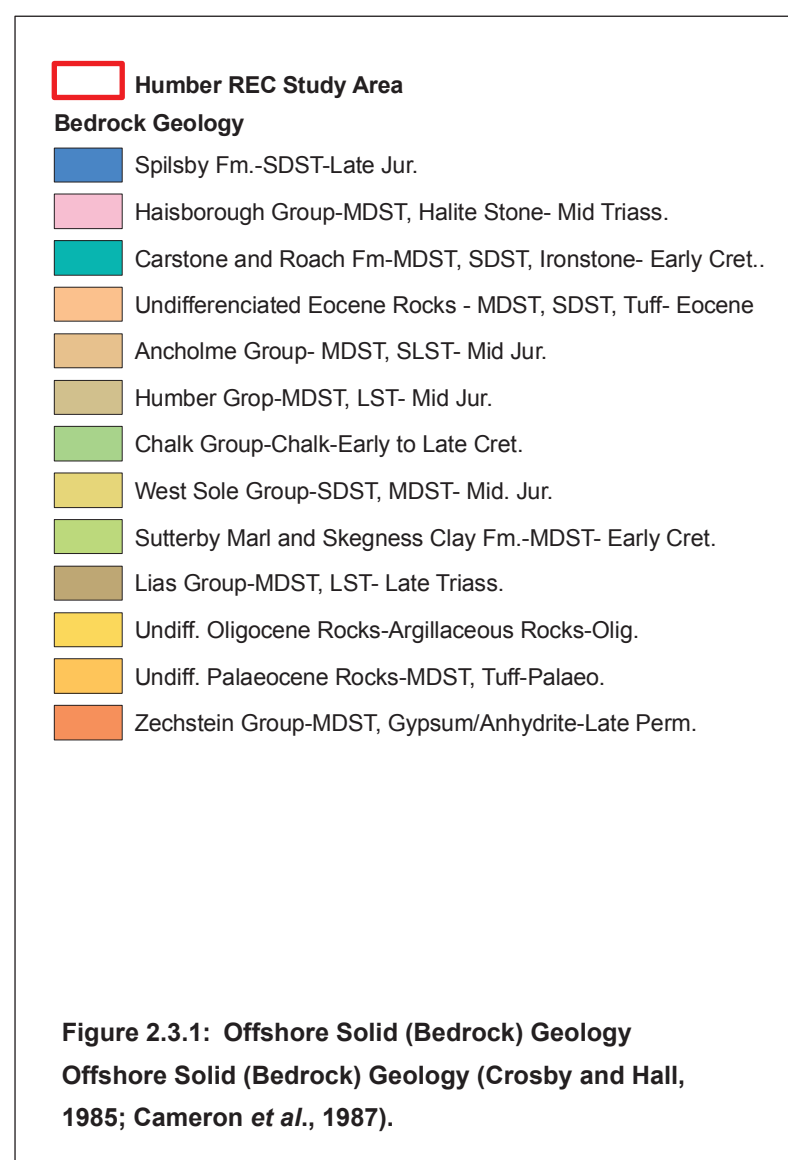 Humber REC Study Area
Bedrock Geology
Spilsby Fm.-SDST-Late Jur.
Haisborough Group-MDST, Halite Stone- Mid Triass.
Carstone and Roach Fm-MDST, SDST, Ironstone- Early Cret..
Undifferenciated Eocene Rocks - MDST, SDST, Tuff- Eocene
Ancholme Group- MDST, SLST- Mid Jur.
Humber Grop-MDST, LST- Mid Jur.
Chalk Group-Chalk-Early to Late Cret.
West Sole Group-SDST, MDST- Mid. Jur.
Sutterby Marl and Skegness Clay Fm.-MDST- Early Cret.
Lias Group-MDST, LST- Late Triass.
Undiff. Oligocene Rocks-Argillaceous Rocks-Olig.
Undiff. Palaeocene Rocks-MDST, Tuff-Palaeo.
Zechstein Group-MDST, Gypsum/Anhydrite-Late Perm.
Figure 2.3.1: Offshore Solid (Bedrock) Geology
Offshore Solid (Bedrock) Geology (Crosby and Hall,
1985; Cameron et al., 1987).